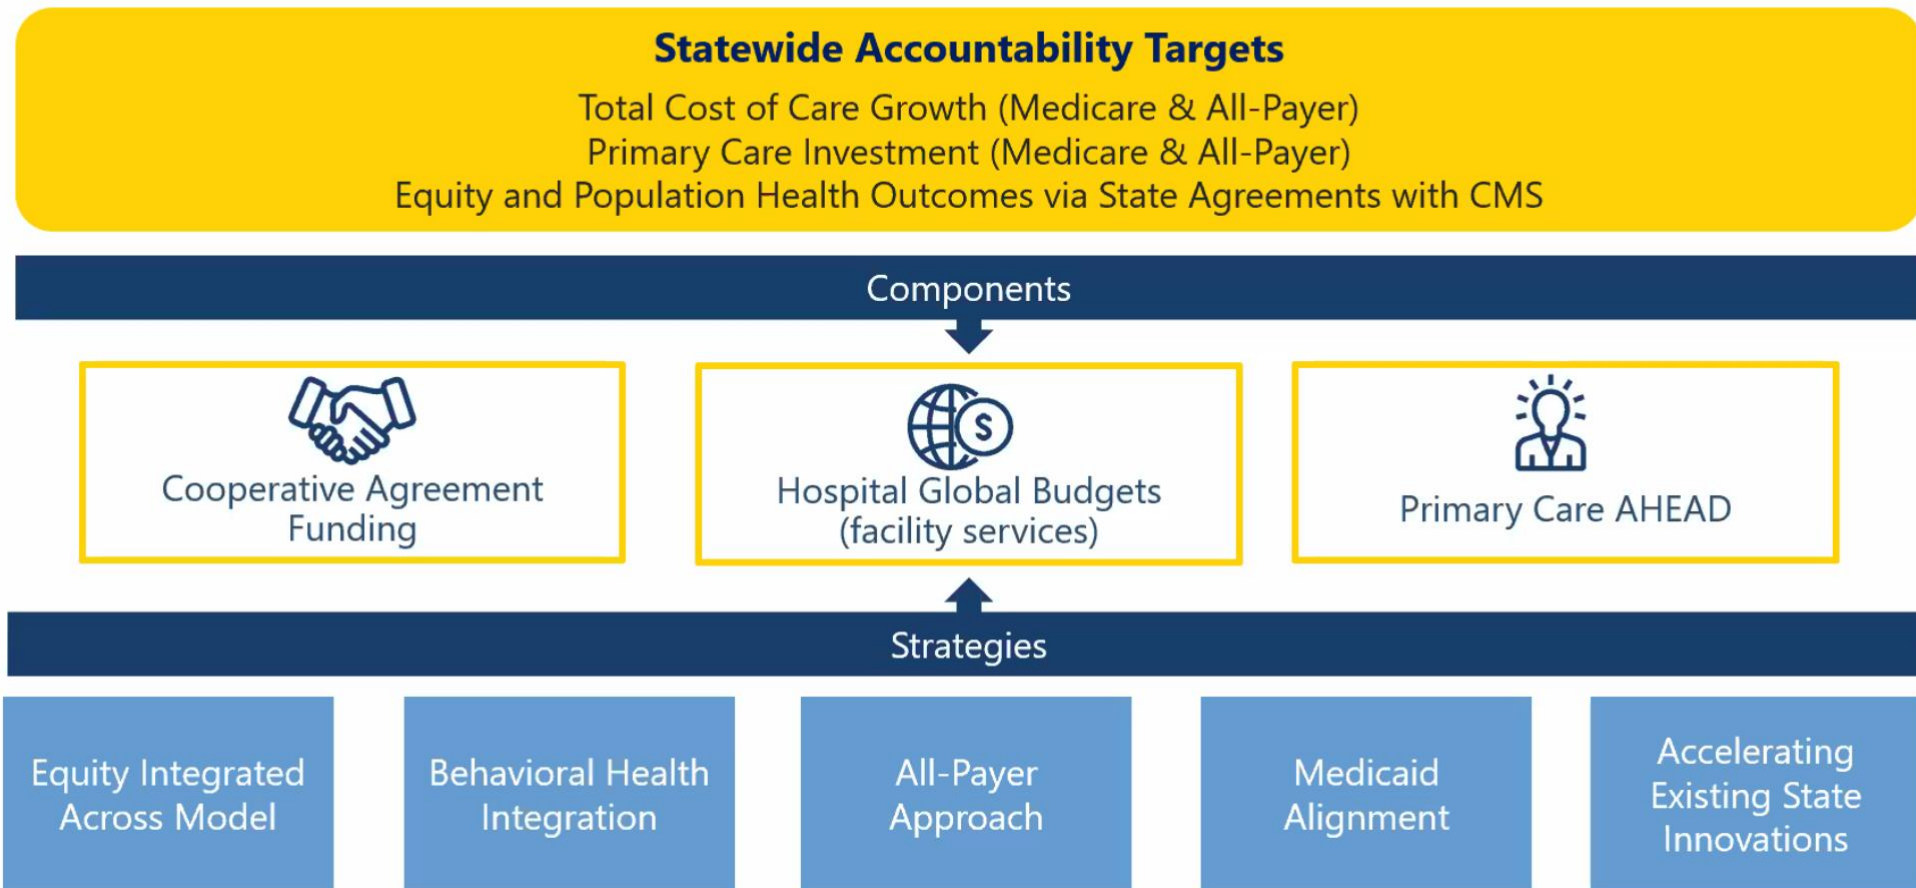 Statewide Accountability Targets
Total Cost of Care Growth (Medicare & All-Payer)
Primary Care Investment (Medicare & All-Payer)
Equity and Population Health Outcomes via State Agreements with CMS
Components
Cooperative Agreement
Funding
$
Hospital Global Budgets
(facility services)
Primary Care AHEAD
Strategies
Equity Integrated
Across Model
Behavioral Health
Integration
All-Payer
Approach
Medicaid
Alignment
Accelerating
Existing State
Innovations